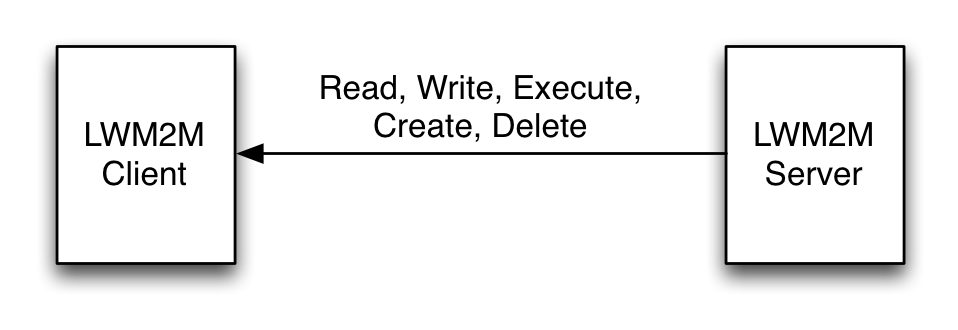 LWM2M
Client
Read, Write, Execute,
Create, Delete
LWM2M
Server